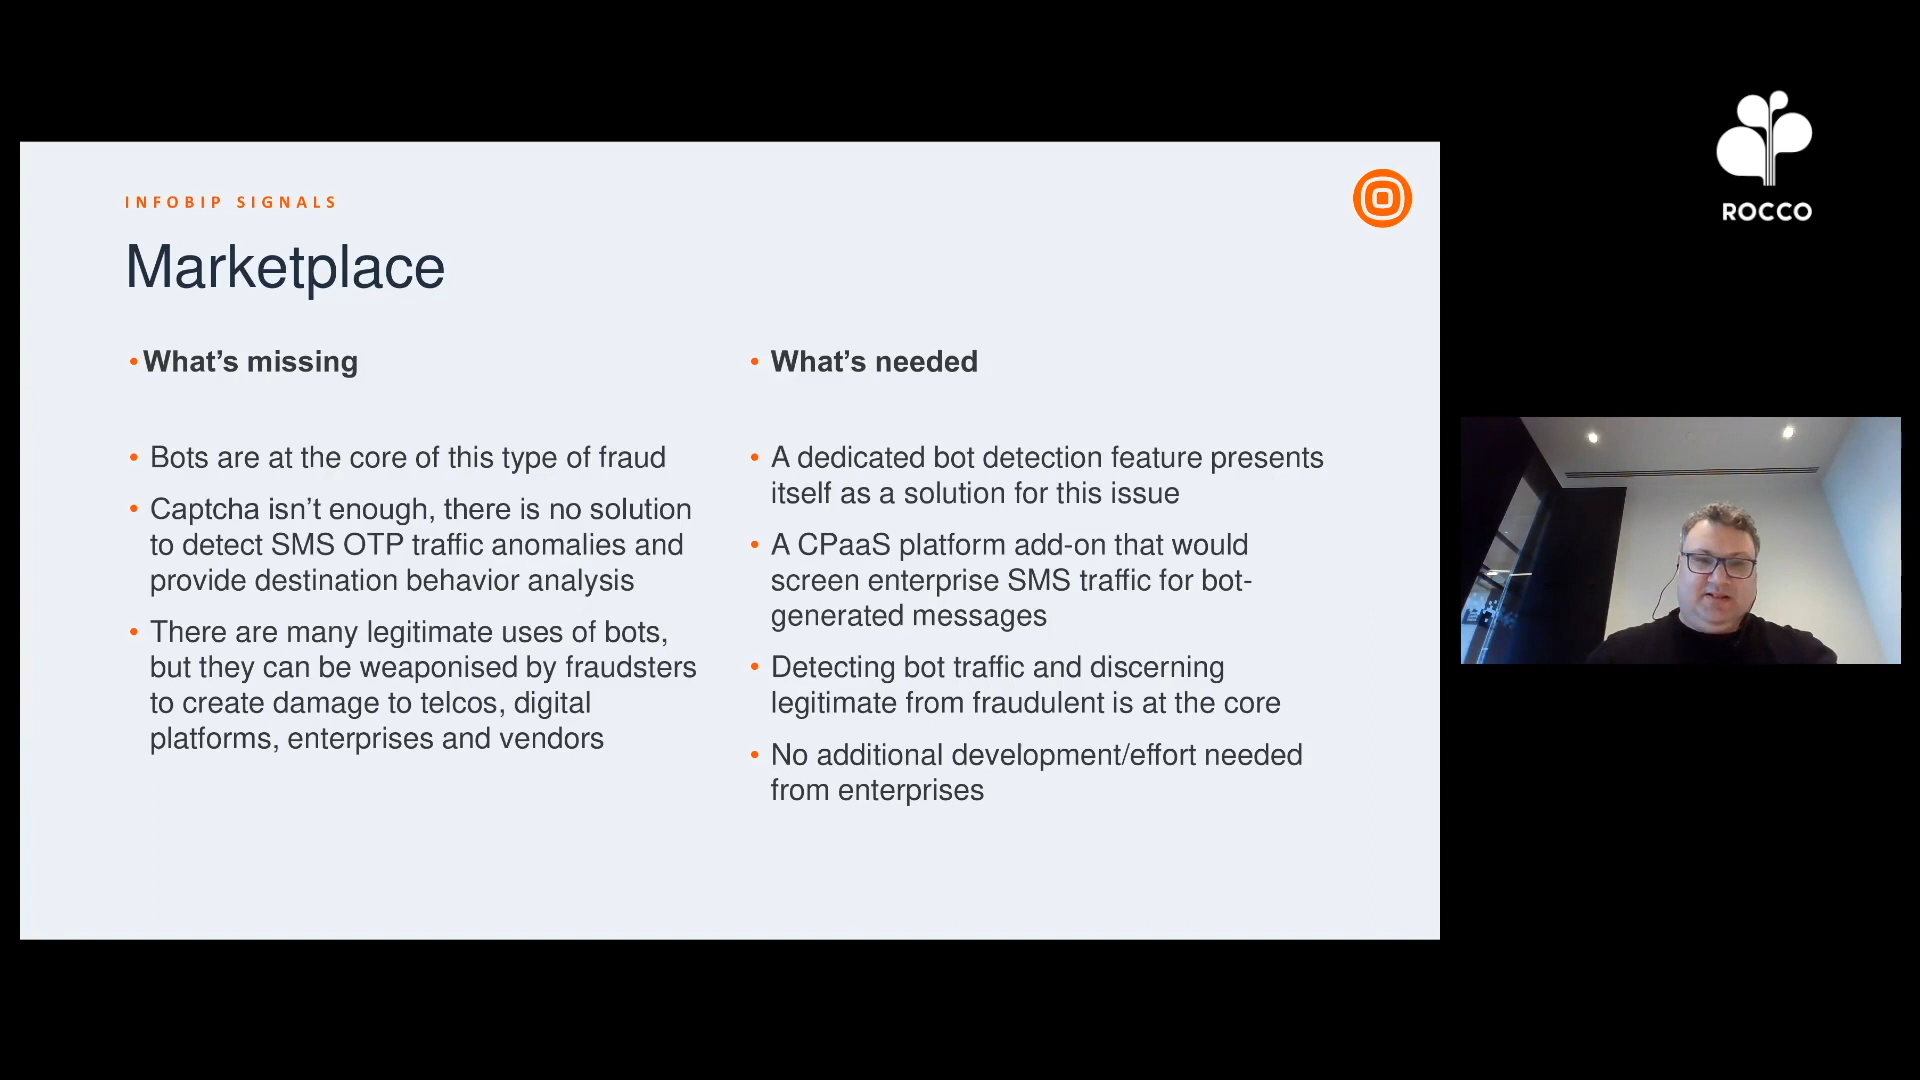 INFOBIP SIGNALS
Marketplace
• What’s missing
• Bots are at the core of this type of fraud
• Captcha isn’t enough, there is no solution
to detect SMS OTP traffic anomalies and
provide destination behavior analysis
• There are many legitimate uses of bots,
but they can be weaponised by fraudsters
to create damage to telcos, digital
platforms, enterprises and vendors
• What’s needed
• A dedicated bot detection feature presents
itself as a solution for this issue
• A CPaaS platform add-on that would
screen enterprise SMS traffic for bot-
generated messages
• Detecting bot traffic and discerning
legitimate from fraudulent is at the core
• No additional development/effort needed
from enterprises
ROCCO